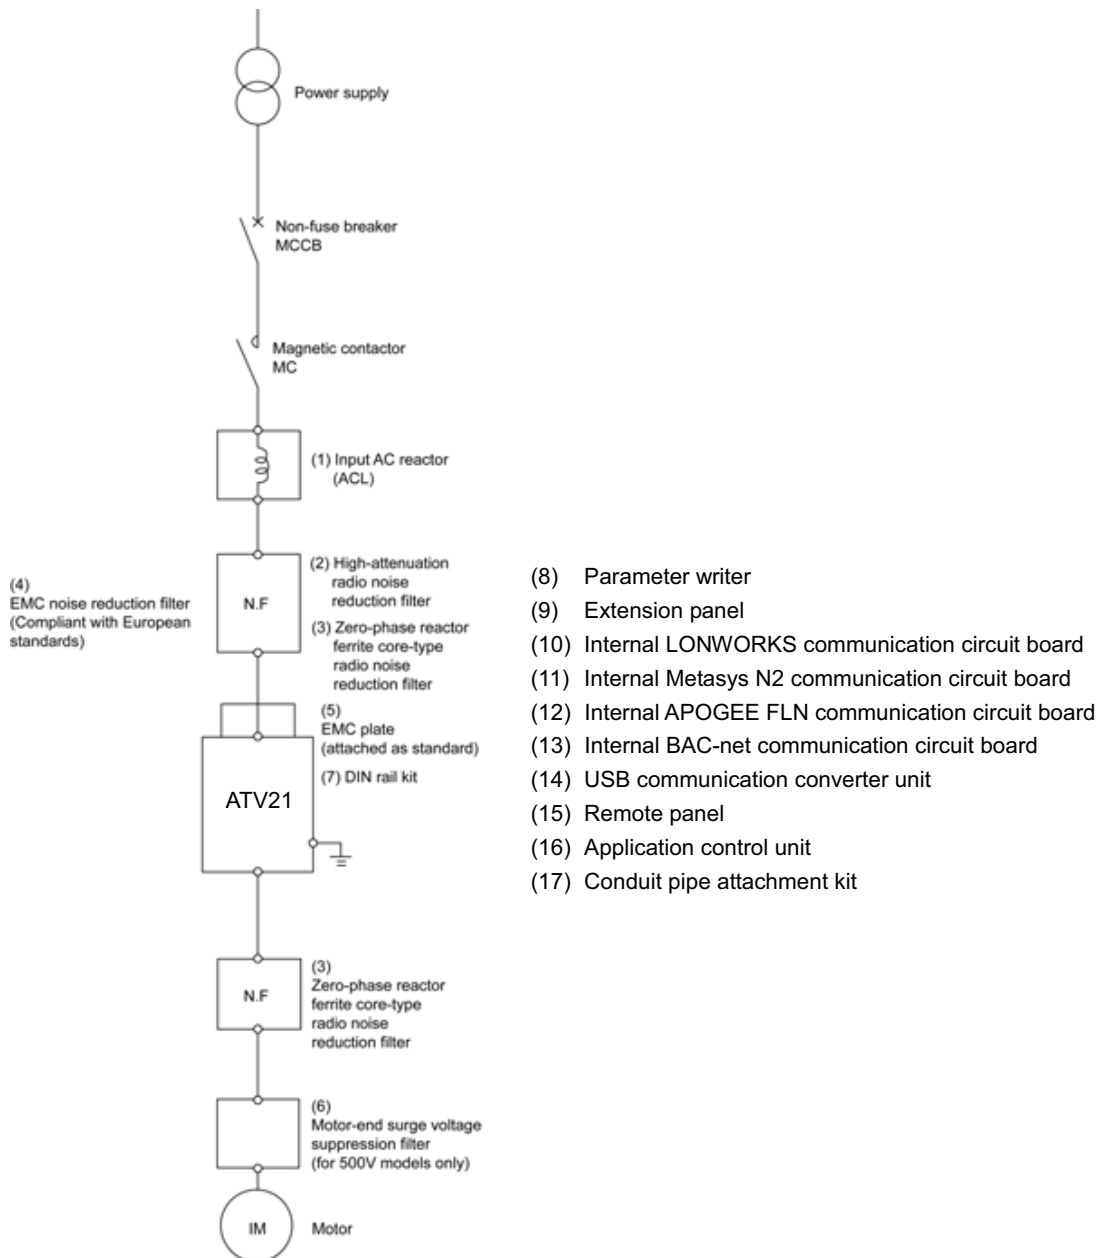 Power supply
Non-fuse breaker
MCCB
Magnetic contactor
MC
(1) Input AC reactor
(ACL)
(4)
EMC noise reduction filter
(Compliant with European
standards)
N.F
(2) High-attenuation
radio noise
reduction filter
(3) Zero-phase reactor
ferrite core-type
radio noise
reduction filter
(5)
EMC plate
(attached as standard)
(7) DIN rail kit
ATV21
N.F
(3)
Zero-phase reactor
ferrite core-type
radio noise
reduction filter
(6)
Motor-end surge voltage
suppression filter
(for 500V models only)
IM
Motor
(8) Parameter writer
(9) Extension panel
(10) Internal LONWORKS communication circuit board
(11) Internal Metasys N2 communication circuit board
(12) Internal APOGEE FLN communication circuit board
(13) Internal BAC-net communication circuit board
(14) USB communication converter unit
(15) Remote panel
(16) Application control unit
(17) Conduit pipe attachment kit